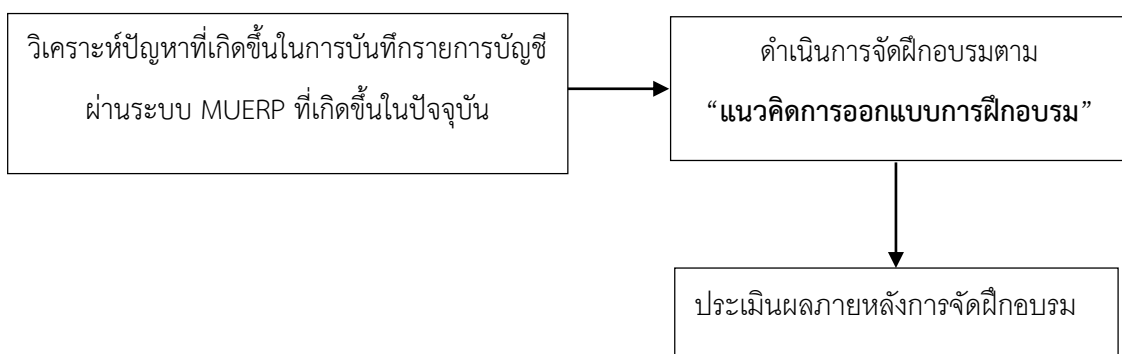 วิเคราะห์ปัญหาที่เกิดขึ้นในการบันทึกรายการบัญชี
ผ่านระบบ MUERP ที่เกิดขึ้นในปัจจุบัน
ดำเนินการจัดฝึกอบรมตาม
“แนวคิดการออกแบบการฝึกอบรม”
ประเมินผลภายหลังการจัดฝึกอบรม